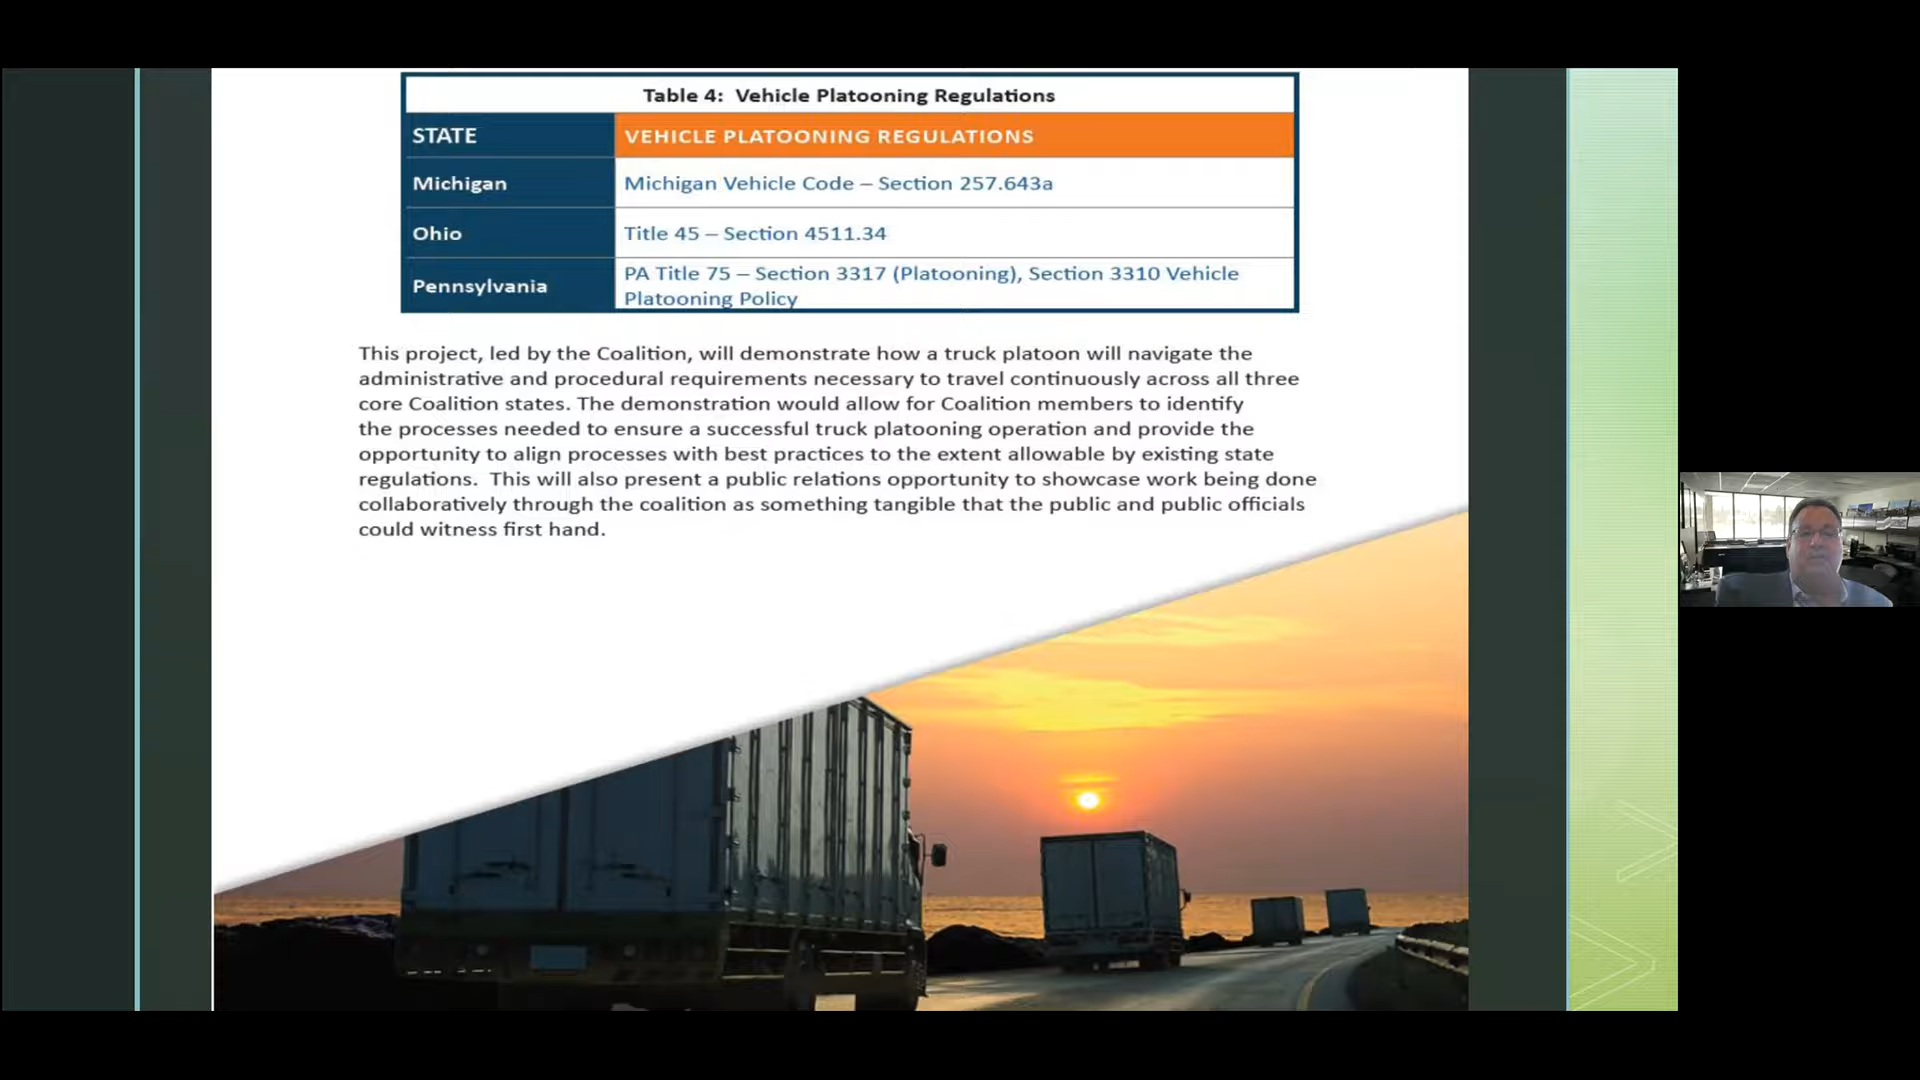 Table 4:  Vehicle Platooning Regulations
STATE
VEHICLE PLATOONING REGULATIONS
Michigan
Michigan Vehicle Code – Section 257.643a
Ohio
Title 45 – Section 4511.34
Pennsylvania
PA Title 75 – Section 3317 (Platooning), Section 3310 Vehicle
Platooning Policy
This project, led by the Coalition, will demonstrate how a truck platoon will navigate the
administrative and procedural requirements necessary to travel continuously across all three
core Coalition states. The demonstration would allow for Coalition members to identify
the processes needed to ensure a successful truck platooning operation and provide the
opportunity to align processes with best practices to the extent allowable by existing state
regulations.  This will also present a public relations opportunity to showcase work being done
collaboratively through the coalition as something tangible that the public and public officials
could witness first hand.